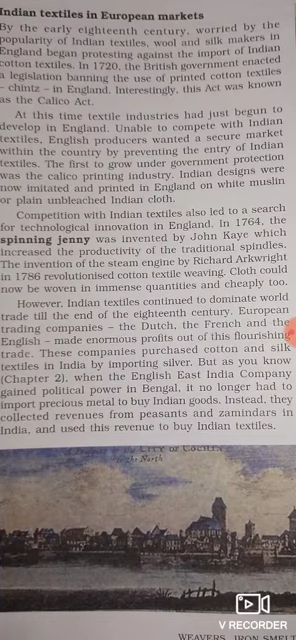 Indian textiles in European markets
By the early eighteenth century, worried by the
popularity of Indian textiles, wool and silk makers in
England began protesting against the import of Indian
cotton textiles. In 1720, the British government enacted
a legislation banning the use of printed cotton textiles
– chintz – in England. Interestingly, this Act was known
as the Calico Act.
At this time textile industries had just begun to
develop in England. Unable to compete with Indian
textiles, English producers wanted a secure market
within the country by preventing the entry of Indian
textiles. The first to grow under government protection
was the calico printing industry. Indian designs were
now imitated and printed in England on white muslin
or plain unbleached Indian cloth.
Competition with Indian textiles also led to a search
for technological innovation in England. In 1764, the
spinning jenny was invented by John Kaye which
increased the productivity of the traditional spindles.
The invention of the steam engine by Richard Arkwright
in 1786 revolutionised cotton textile weaving. Cloth could
now be woven in immense quantities and cheaply too.
However, Indian textiles continued to dominate world
trade till the end of the eighteenth century. European
trading companies – the Dutch, the French and the
English – made enormous profits out of this flourishing
trade. These companies purchased cotton and silk
textiles in India by importing silver. But as you know
(Chapter 2), when the English East India Company
gained political power in Bengal, it no longer had to
import precious metal to buy Indian goods. Instead, they
collected revenues from peasants and zamindars in
India, and used this revenue to buy Indian textiles.
CITY OF COCHIN
the North
V RECORDER
WEAVERS, IRON SMEL